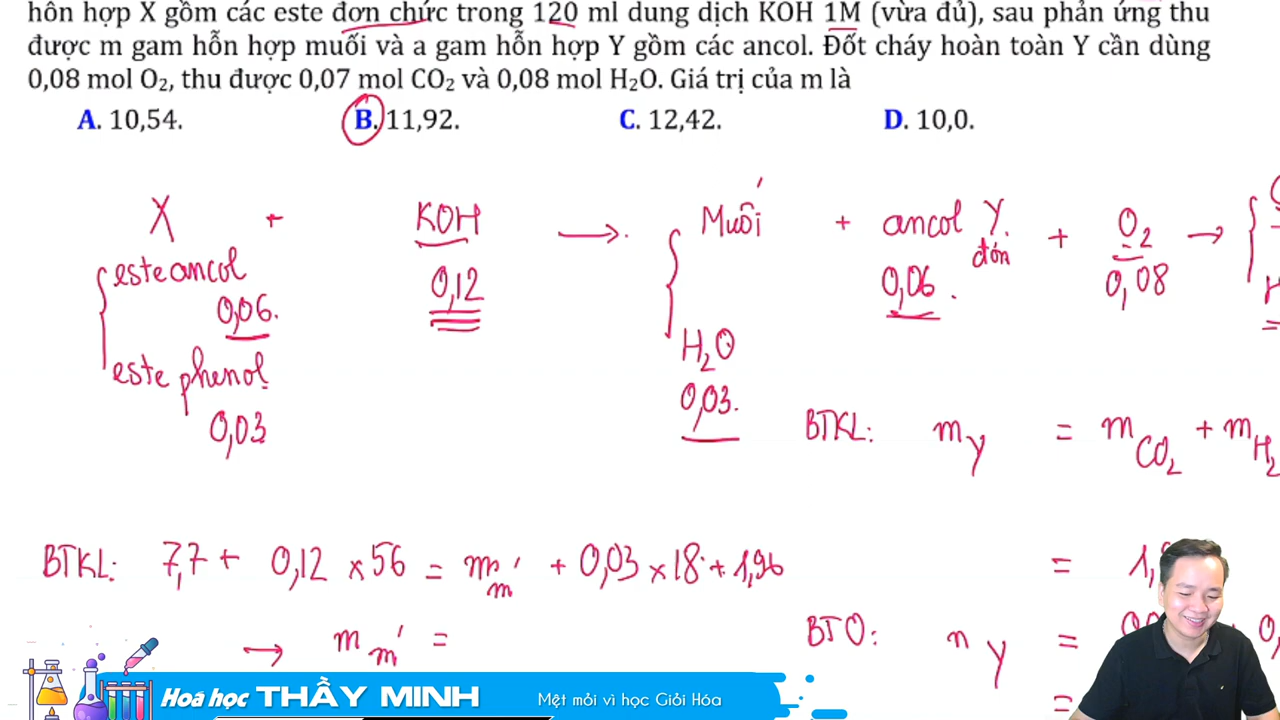 hỗn hợp X gồm các este đơn chức trong 120 ml dung dịch KOH 1M (vừa đủ), sau phản ứng thu
được m gam hỗn hợp muối và a gam hỗn hợp Y gồm các ancol. Đốt cháy hoàn toàn Y cần dùng
0,08 mol O₂, thu được 0,07 mol CO₂ và 0,08 mol H₂O. Giá trị của m là
A. 10,54. B. 11,92. C. 12,42. D. 10,0.
X + KOH → Muối + ancol Y + O₂ →
đơn
este ancol 0,12 0,06. 0,08
0,06.
H₂O
este phenol 0,03.
0,03
BTKL: m Y = m CO₂ + m H₂
BTKL: 7,7 + 0,12 x 56 = m m' + 0,03 x 18 + 1,96
=
BTO: n Y =
→ m m' =
=
Hoá học THẦY MINH Mệt mỏi vì học Giỏi Hóa